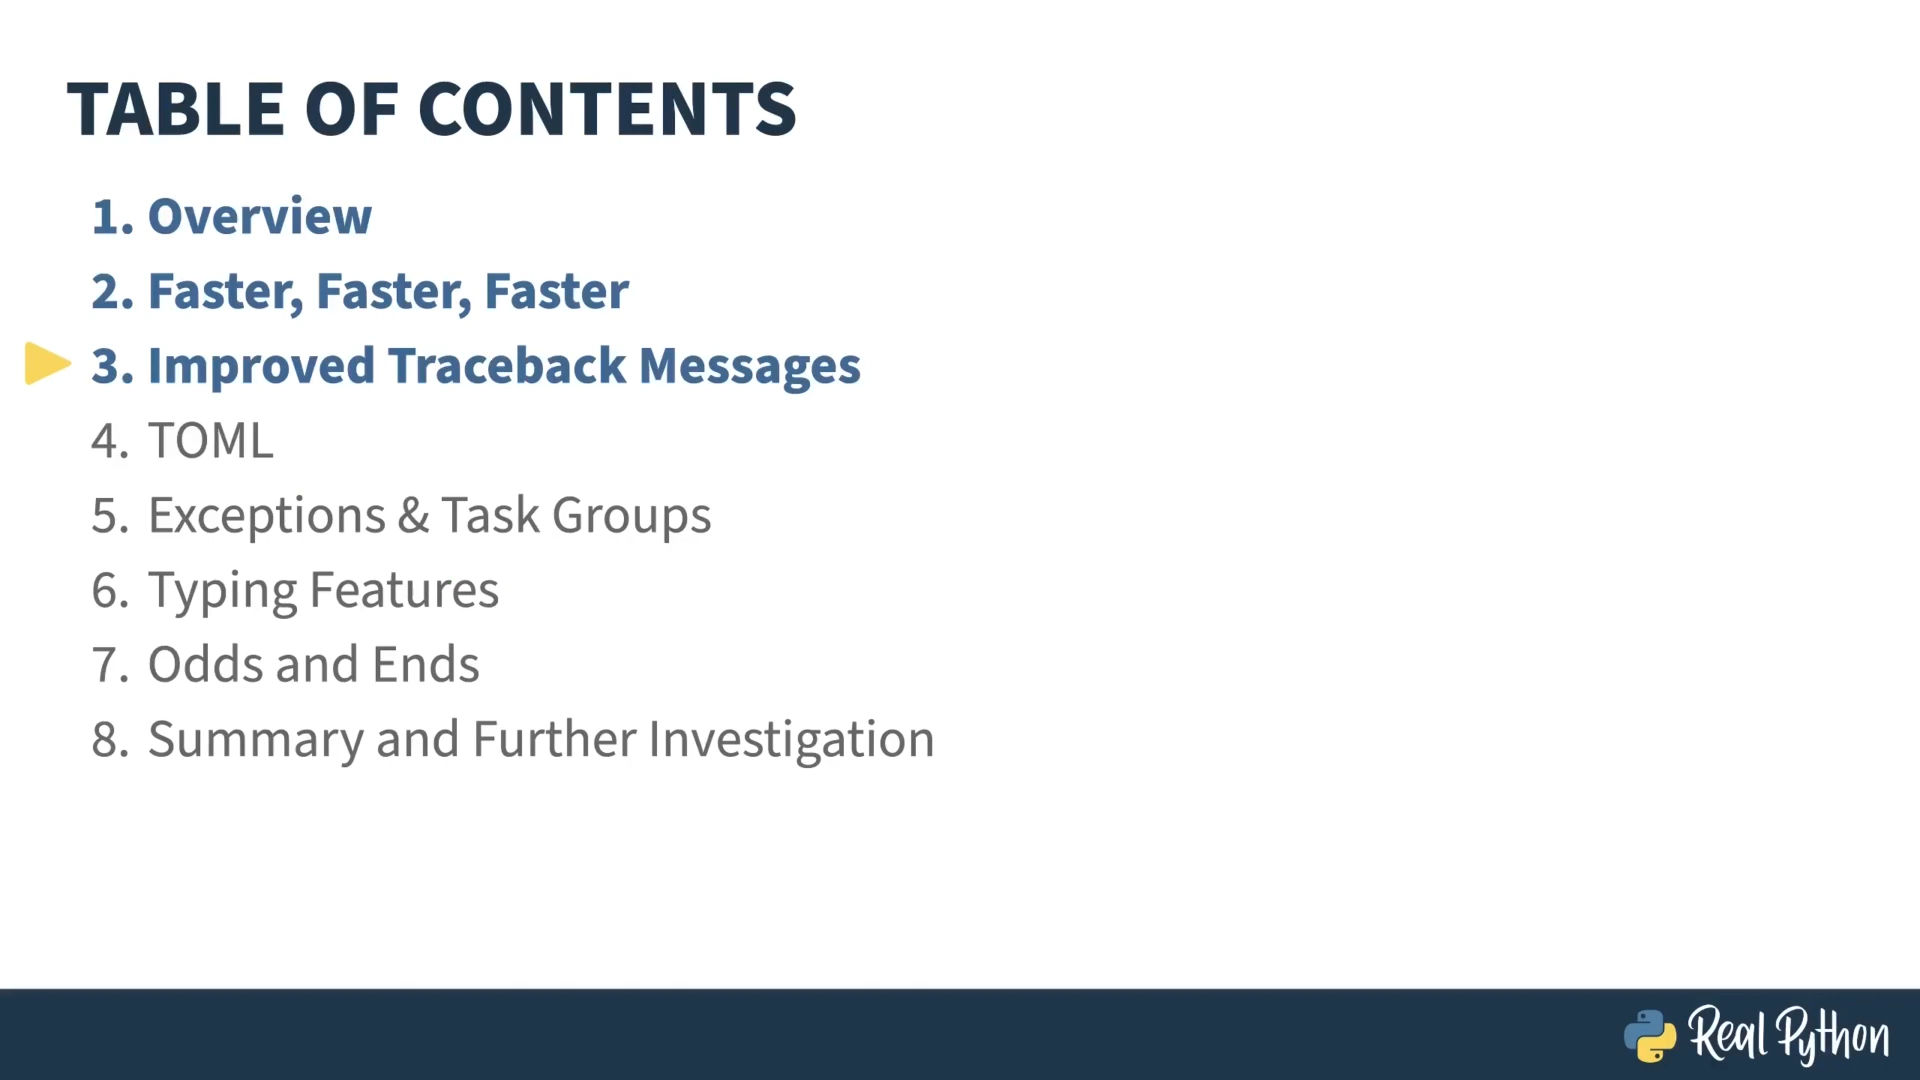 TABLE OF CONTENTS
1. Overview
2. Faster, Faster, Faster
3. Improved Traceback Messages
4. TOML
5. Exceptions & Task Groups
6. Typing Features
7. Odds and Ends
8. Summary and Further Investigation
Real Python